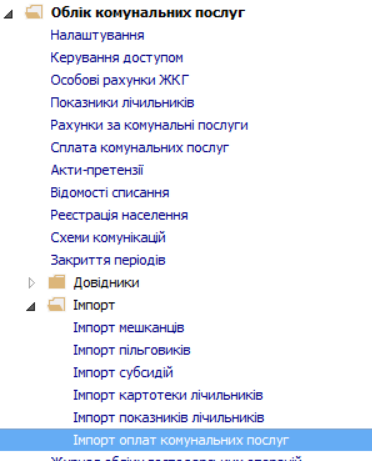 Облік комунальних послуг
Налаштування
Керування доступом
Особові рахунки ЖКГ
Показники лічильників
Рахунки за комунальні послуги
Сплата комунальних послуг
Акти-претензії
Відомості списання
Реєстрація населення
Схеми комунікацій
Закриття періодів
Довідники
Імпорт
Імпорт мешканців
Імпорт пільговиків
Імпорт субсидій
Імпорт картотеки лічильників
Імпорт показників лічильників
Імпорт оплат комунальних послуг
Журнал обліку господарських операцій